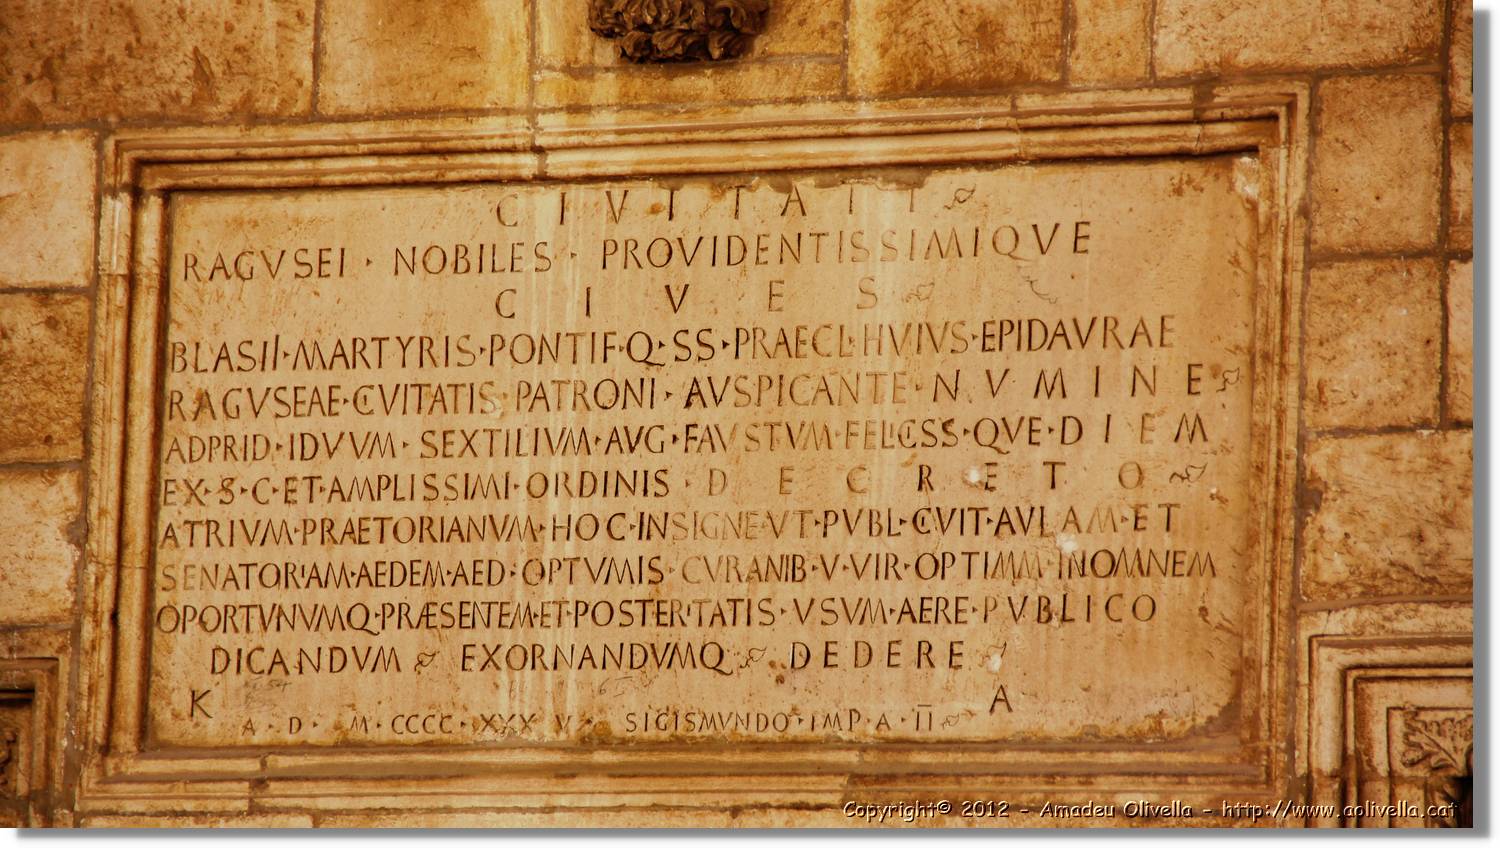 CIVITATI
RAGVSEI · NOBILES · PROVIDENTISSIMIQVE
CIVES
BLASII·MARTYRIS·PONTIF·Q·SS·PRAECL·HVIVS·EPIDAVRAE
RAGVSEAE·CIVITATIS·PATRONI·AVSPICANTE·NVMINE
ADPRID·IDVVM·SEXTILIVM·AVG·FAVSTVM·FELICISS·QVE·DIEM
EX·S·C·ET·AMPLISSIMI·ORDINIS·DECRETO
ATRIVM·PRAETORIANVM·HOC·INSIGNE·VT·PVBL·CIVIT·AVLAM·ET
SENATORIAM·AEDEM·AED·OPTVMIS·CVRANIB·V·VIR·OPTIMM·INOMNEM
OPORTVNVMQ·PRÆSENTEM·ET·POSTERITATIS·VSVM·AERE·PVBLICO
DICANDVM EXORNANDVMQ DEDERE
K A
A·D·M·CCCC·XXXV· SIGISMVNDO·IMP·A·II
Copyright© 2012 - Amadeu Olivella - http://www.aolivella.cat